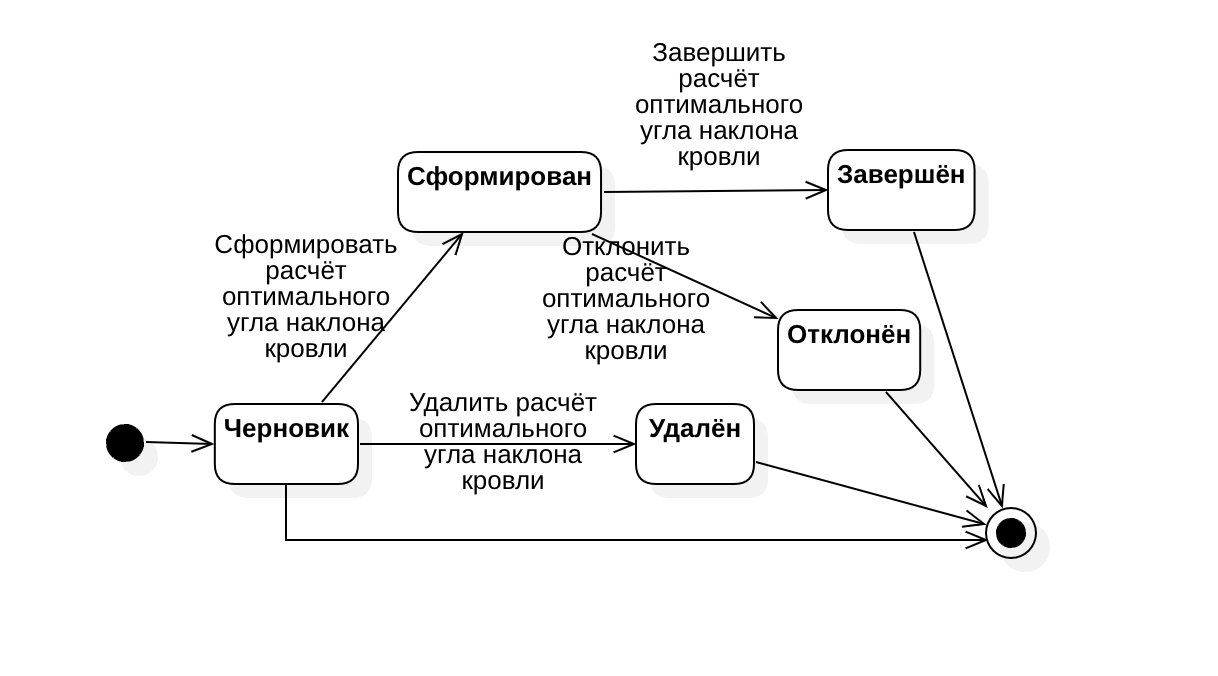 Завершить
расчёт
оптимального
угла наклона
кровли
Сформирован
Завершён
Сформировать
расчёт
оптимального
угла наклона
кровли
Отклонить
расчёт
оптимального
угла наклона
кровли
Отклонён
Черновик
Удалить расчёт
оптимального
угла наклона
кровли
Удалён